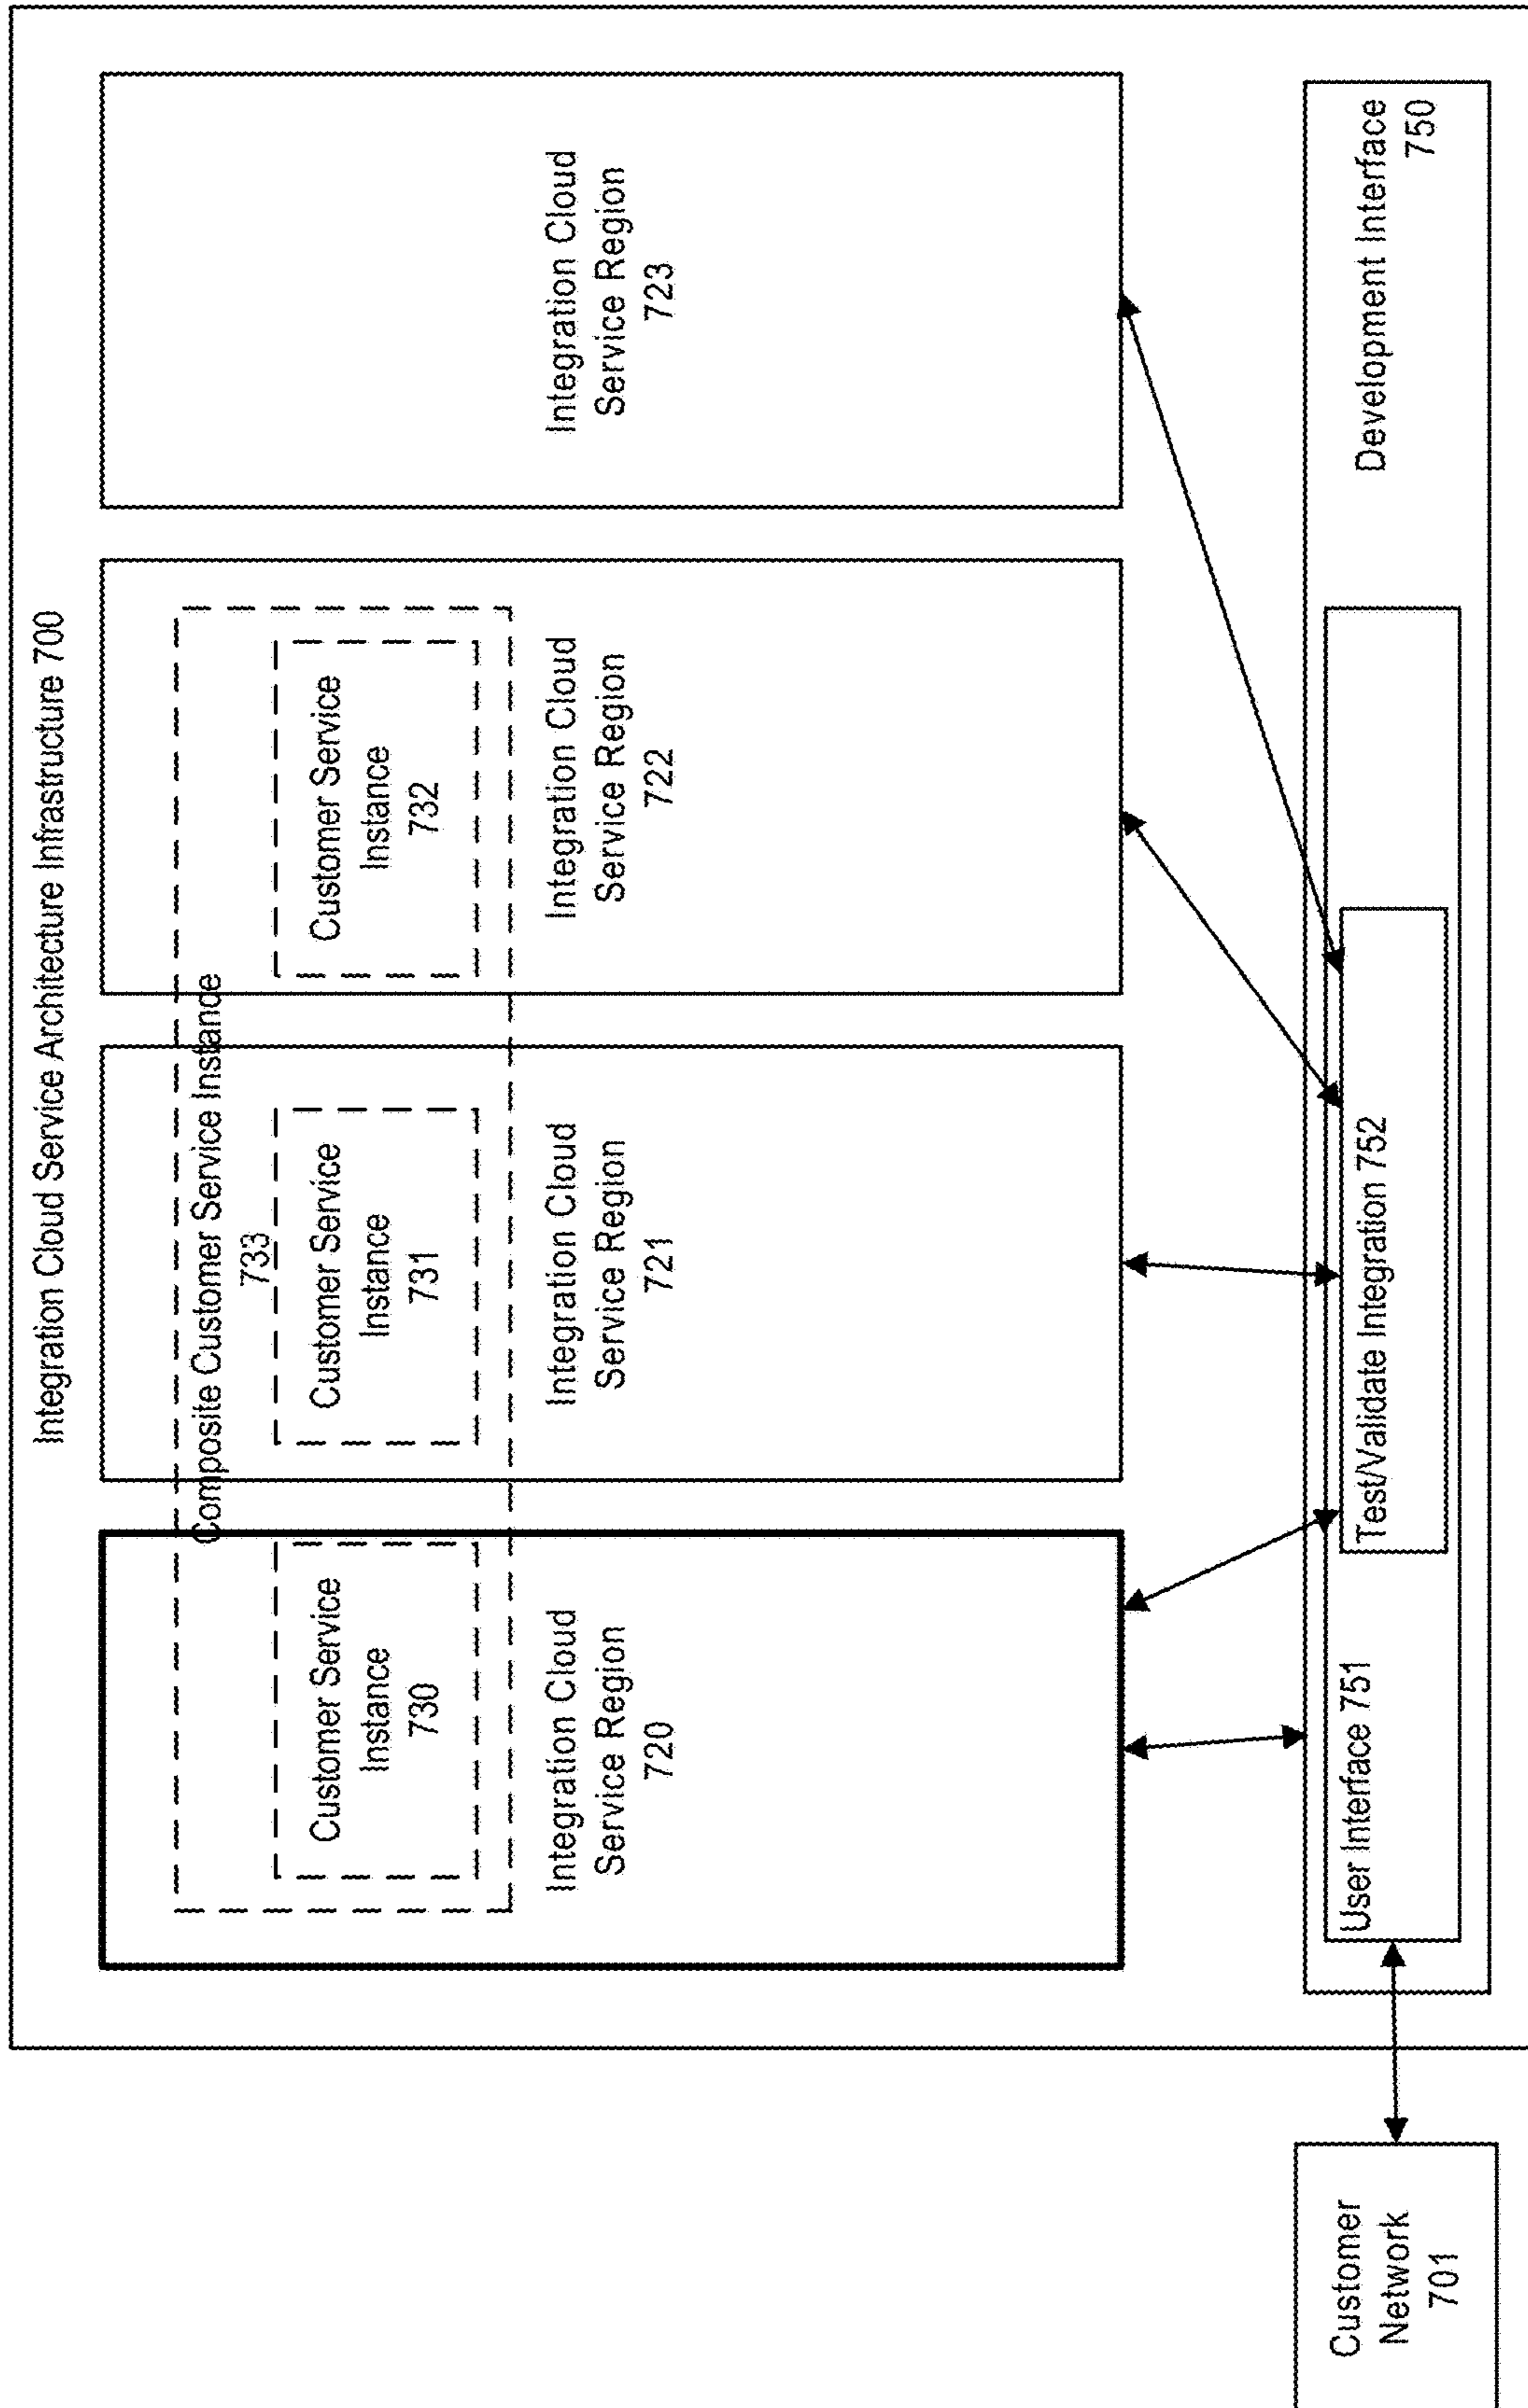 Integration Cloud Service Architecture Infrastructure 700
Composite Customer Service Instance
733
Customer Service
Instance
730
Customer Service
Instance
731
Customer Service
Instance
732
Integration Cloud
Service Region
720
Integration Cloud
Service Region
721
Integration Cloud
Service Region
722
Integration Cloud
Service Region
723
Customer
Network
701
User Interface 751
Test/Validate Integration 752
Development Interface
750